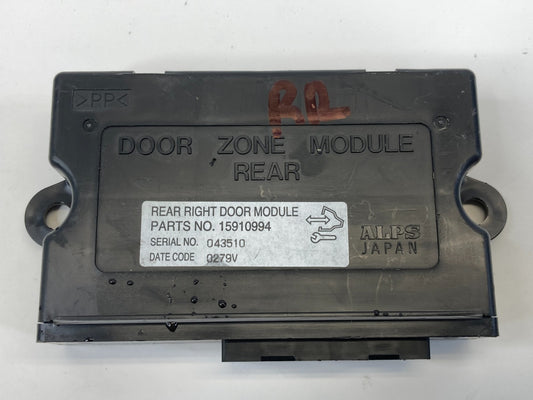 RR
>PP<
DOOR ZONE MODULE
REAR
REAR RIGHT DOOR MODULE
PARTS NO. 15910994
SERIAL NO. 043510
DATE CODE 0279V
ALPS
JAPAN